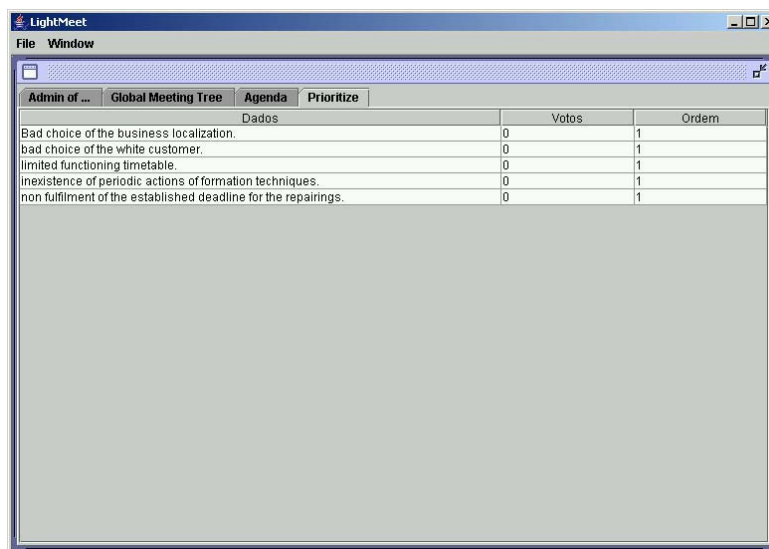 LightMeet
File Window
Admin of ... Global Meeting Tree Agenda Prioritize
Dados Votos Ordem
Bad choice of the business localization. 0 1
bad choice of the white customer. 0 1
limited functioning timetable. 0 1
inexistence of periodic actions of formation techniques. 0 1
non fulfilment of the established deadline for the repairings. 0 1